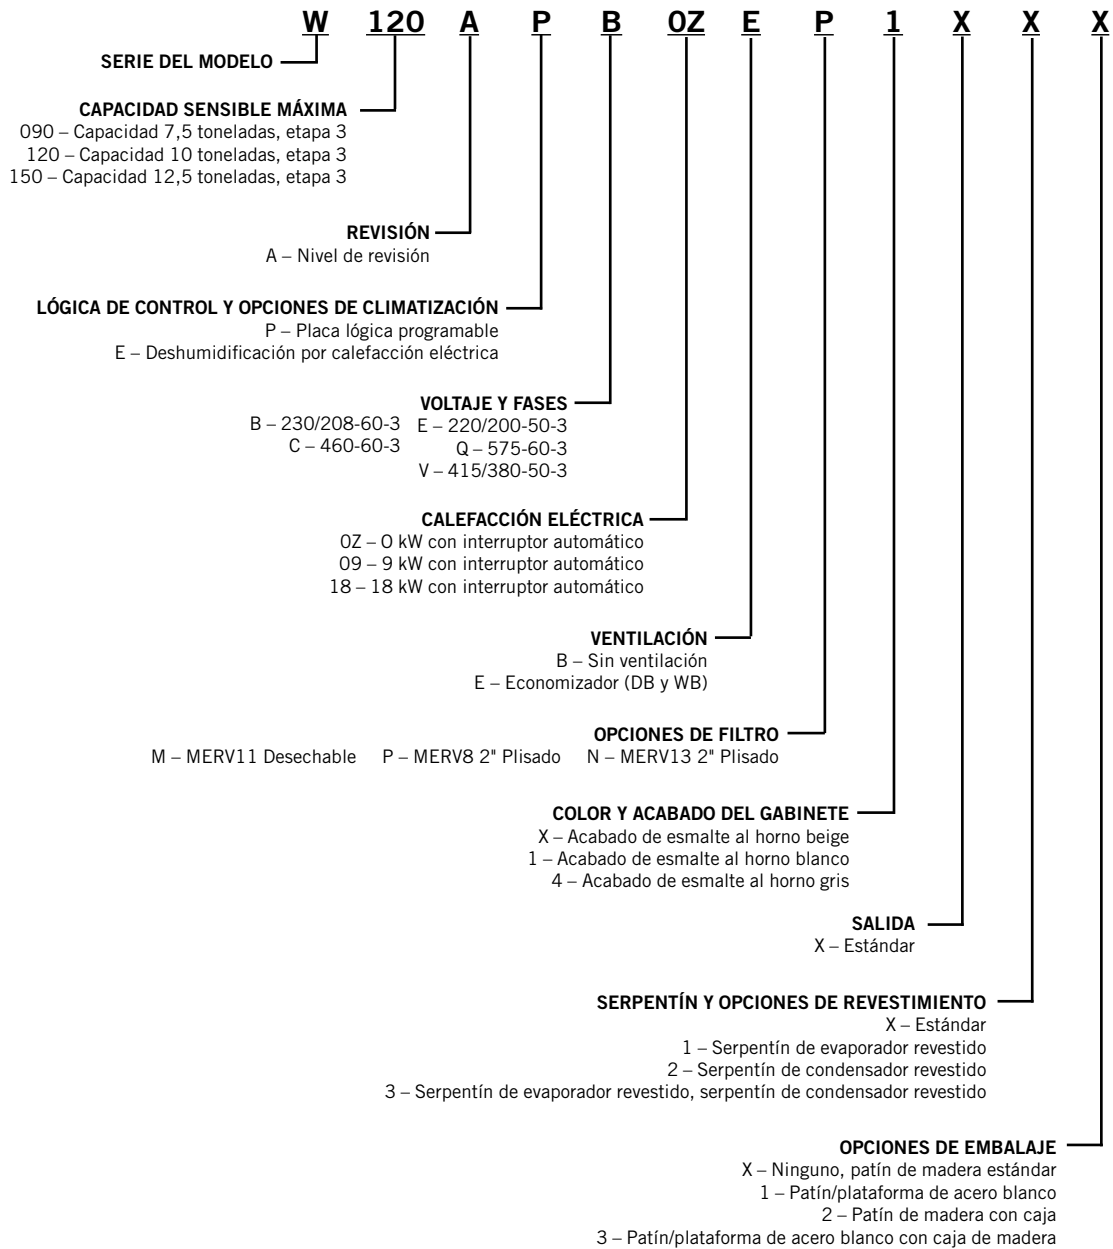 W 120 A P B 0Z E P 1 X X X
SERIE DEL MODELO
CAPACIDAD SENSIBLE MÁXIMA
090 – Capacidad 7,5 toneladas, etapa 3
120 – Capacidad 10 toneladas, etapa 3
150 – Capacidad 12,5 toneladas, etapa 3
REVISIÓN
A – Nivel de revisión
LÓGICA DE CONTROL Y OPCIONES DE CLIMATIZACIÓN
P – Placa lógica programable
E – Deshumidificación por calefacción eléctrica
VOLTAJE Y FASES
B – 230/208-60-3 E – 220/200-50-3
C – 460-60-3 Q – 575-60-3
V – 415/380-50-3
CALEFACCIÓN ELÉCTRICA
0Z – O kW con interruptor automático
09 – 9 kW con interruptor automático
18 – 18 kW con interruptor automático
VENTILACIÓN
B – Sin ventilación
E – Economizador (DB y WB)
OPCIONES DE FILTRO
M – MERV11 Desechable P – MERV8 2" Plisado N – MERV13 2" Plisado
COLOR Y ACABADO DEL GABINETE
X – Acabado de esmalte al horno beige
1 – Acabado de esmalte al horno blanco
4 – Acabado de esmalte al horno gris
SALIDA
X – Estándar
SERPENTÍN Y OPCIONES DE REVESTIMIENTO
X – Estándar
1 – Serpentín de evaporador revestido
2 – Serpentín de condensador revestido
3 – Serpentín de evaporador revestido, serpentín de condensador revestido
OPCIONES DE EMBALAJE
X – Ninguno, patín de madera estándar
1 – Patín/plataforma de acero blanco
2 – Patín de madera con caja
3 – Patín/plataforma de acero blanco con caja de madera